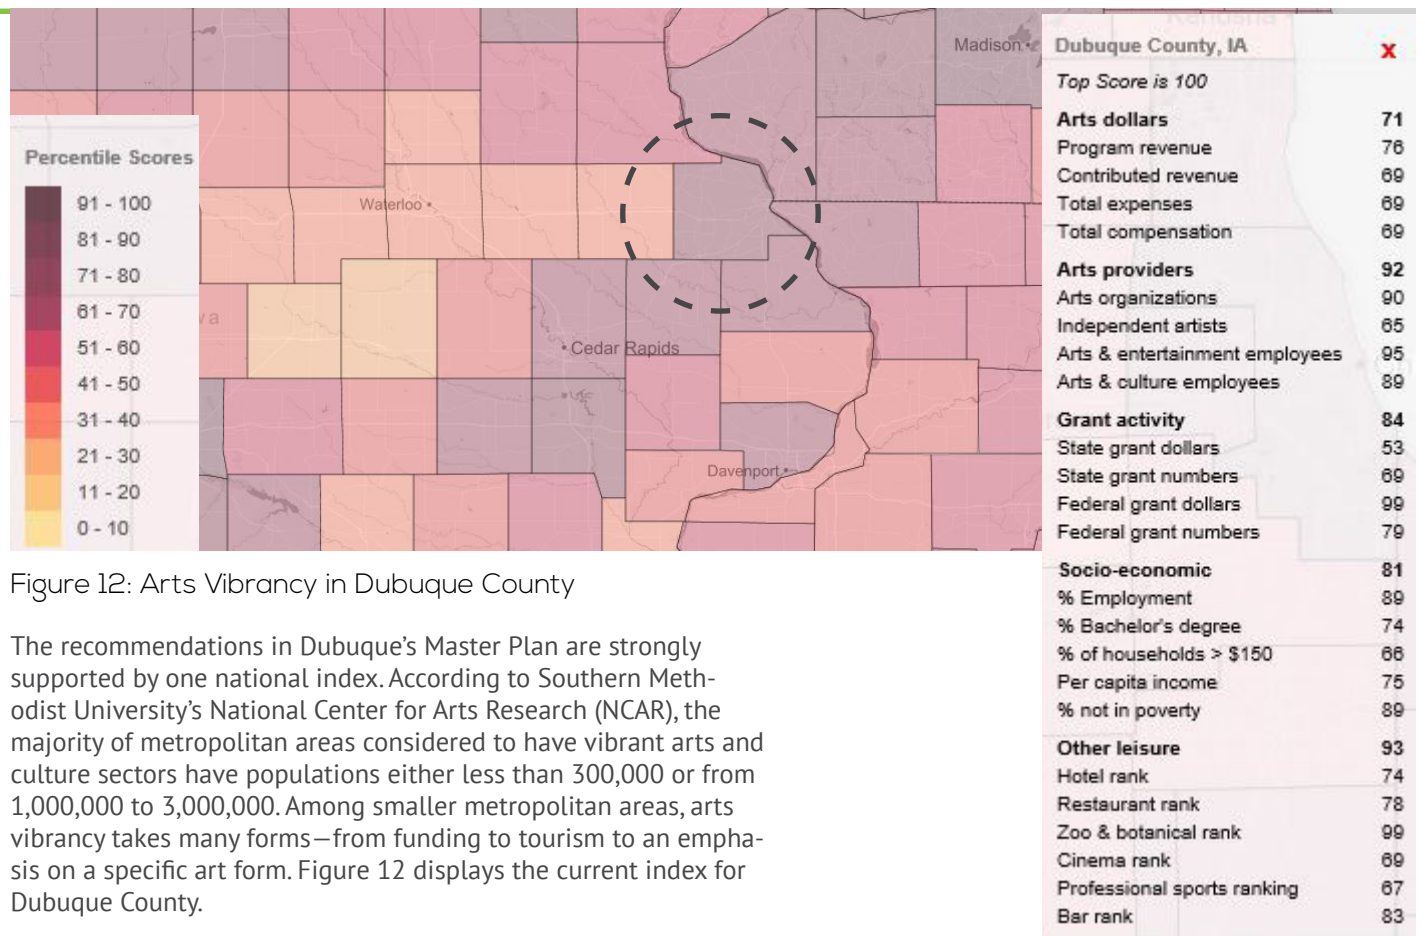 Kenosha
Madison
Waterloo
Cedar Rapids
Davenport
Percentile Scores
91 - 100
81 - 90
71 - 80
61 - 70
51 - 60
41 - 50
31 - 40
21 - 30
11 - 20
0 - 10
Dubuque County, IA X
Top Score is 100
Arts dollars 71
Program revenue 76
Contributed revenue 69
Total expenses 69
Total compensation 69
Arts providers 92
Arts organizations 90
Independent artists 65
Arts & entertainment employees 95
Arts & culture employees 89
Grant activity 84
State grant dollars 53
State grant numbers 69
Federal grant dollars 99
Federal grant numbers 79
Socio-economic 81
% Employment 89
% Bachelor's degree 74
% of households > $150 66
Per capita income 75
% not in poverty 89
Other leisure 93
Hotel rank 74
Restaurant rank 78
Zoo & botanical rank 99
Cinema rank 69
Professional sports ranking 67
Bar rank 83
Figure 12: Arts Vibrancy in Dubuque County
The recommendations in Dubuque's Master Plan are strongly
supported by one national index. According to Southern Meth-
odist University's National Center for Arts Research (NCAR), the
majority of metropolitan areas considered to have vibrant arts and
culture sectors have populations either less than 300,000 or from
1,000,000 to 3,000,000. Among smaller metropolitan areas, arts
vibrancy takes many forms—from funding to tourism to an empha-
sis on a specific art form. Figure 12 displays the current index for
Dubuque County.